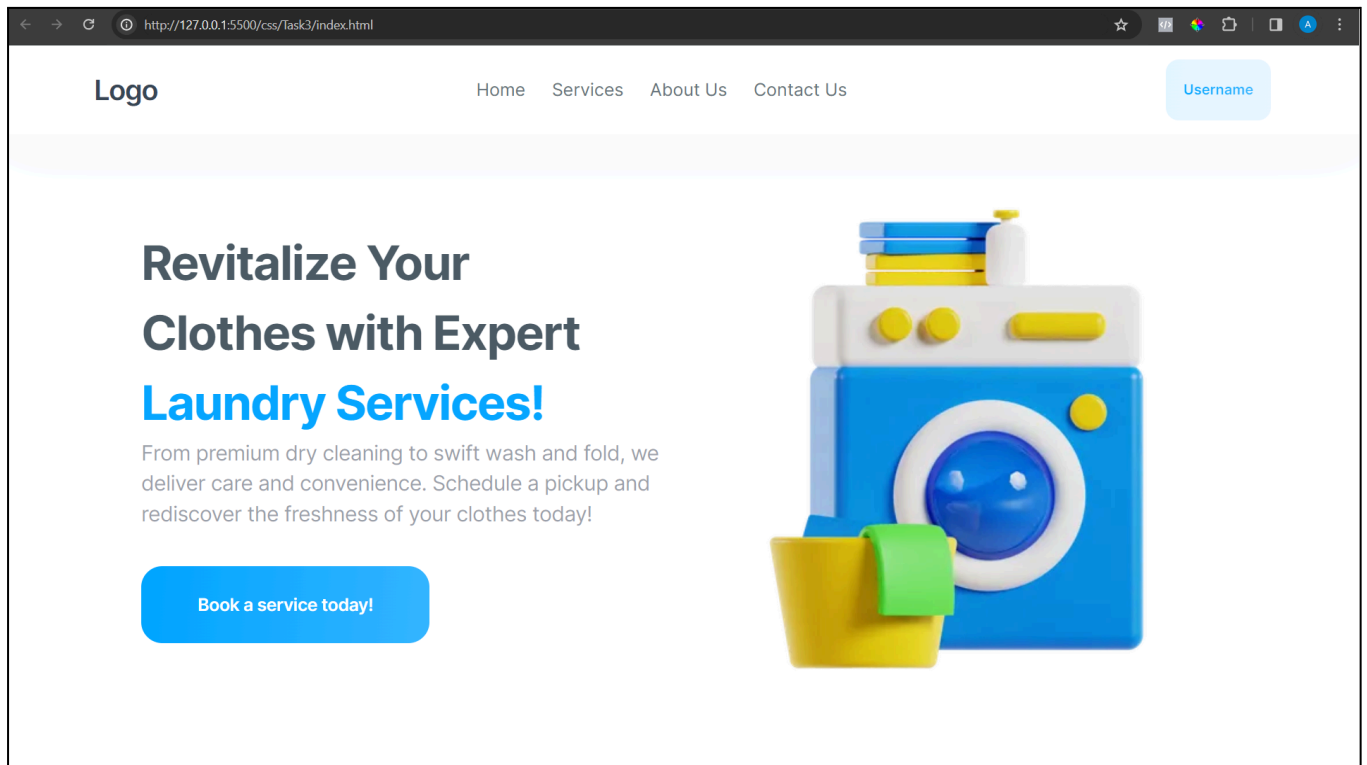 http://127.0.0.1:5500/css/Task3/index.html
A
Logo
Home Services About Us Contact Us
Username
Revitalize Your
Clothes with Expert
Laundry Services!
From premium dry cleaning to swift wash and fold, we
deliver care and convenience. Schedule a pickup and
rediscover the freshness of your clothes today!
Book a service today!